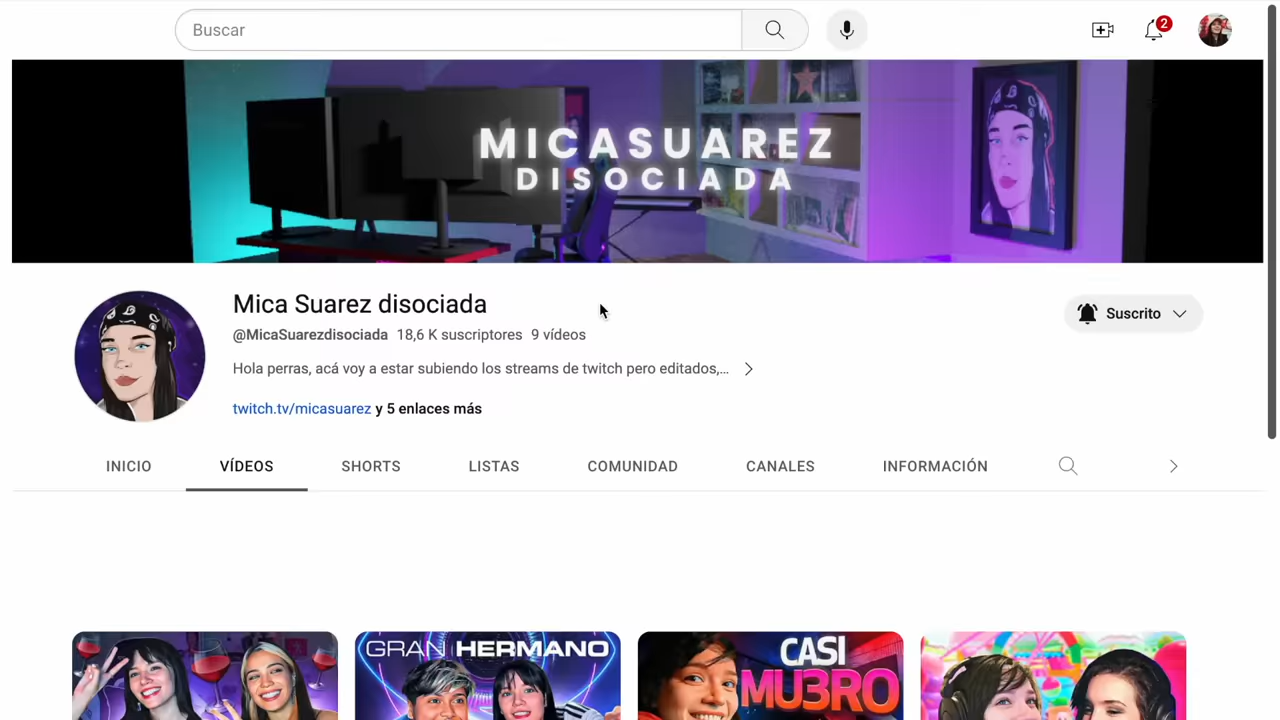 Buscar
2
MICASUAREZ
DISOCIADA
Mica Suarez disociada
@MicaSuarezdisociada 18,6 K suscriptores 9 vídeos
Hola perras, acá voy a estar subiendo los streams de twitch pero editados,...
twitch.tv/micasuarez y 5 enlaces más
Suscrito
INICIO VÍDEOS SHORTS LISTAS COMUNIDAD CANALES INFORMACIÓN
GRAN HERMANO
CASI
MU3RO